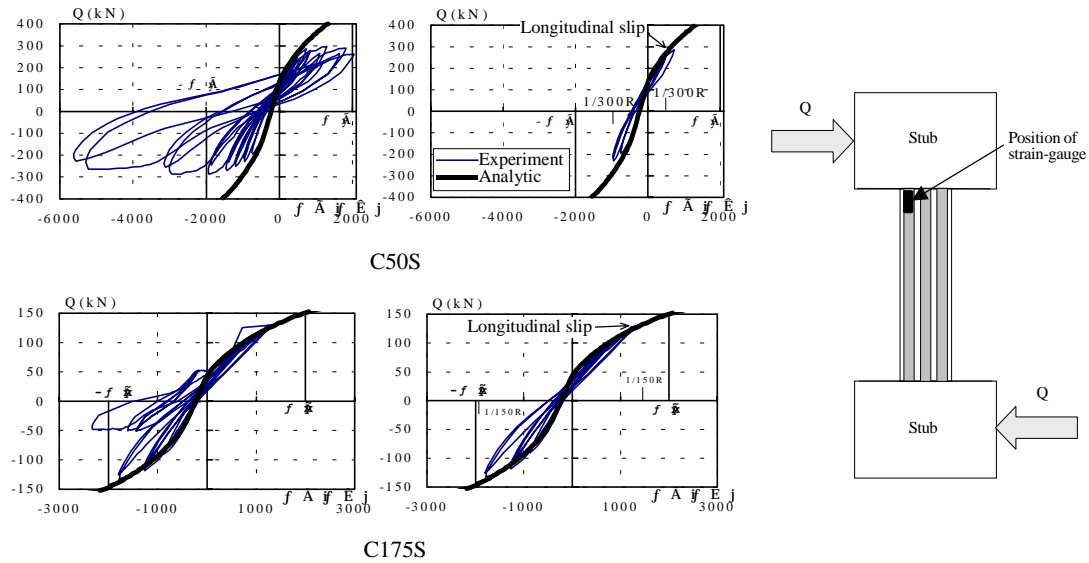 Q (kN)
400
300
200
100
0
-100
-200
-300
-400
-6000 -4000 -2000 0 2000
Q (kN)
400
300
200
100
0
-100
-200
-300
-400
-6000 -4000 -2000 0 2000
Longitudinal slip
1/300R
1/300R
Experiment
Analytic
C50S
Q (kN)
150
100
50
0
-50
-100
-150
-3000 -1000 1000 3000
Q (kN)
150
100
50
0
-50
-100
-150
-3000 -1000 1000 3000
Longitudinal slip
1/150R
1/150R
C175S
Q
Stub
Position of
strain-gauge
Q
Stub